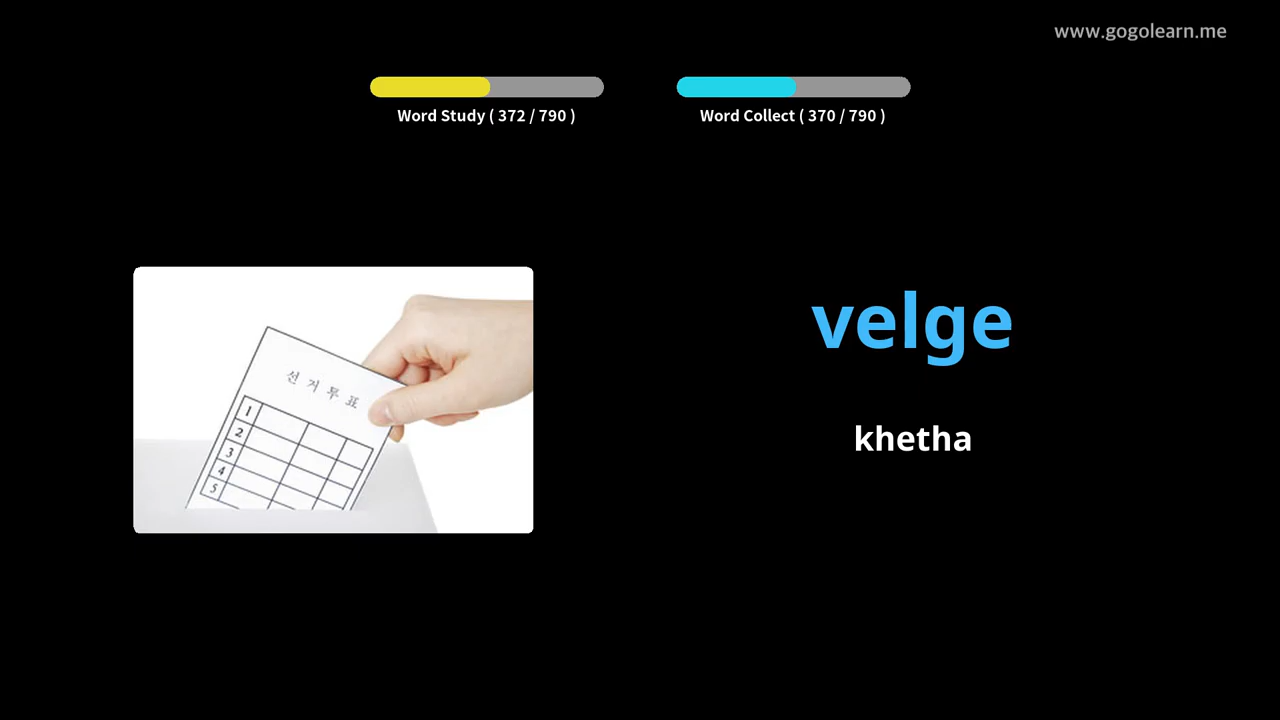 www.gogolearn.me
Word Study ( 372 / 790 )
Word Collect ( 370 / 790 )
선거투표
1
2
3
4
5
velge
khetha